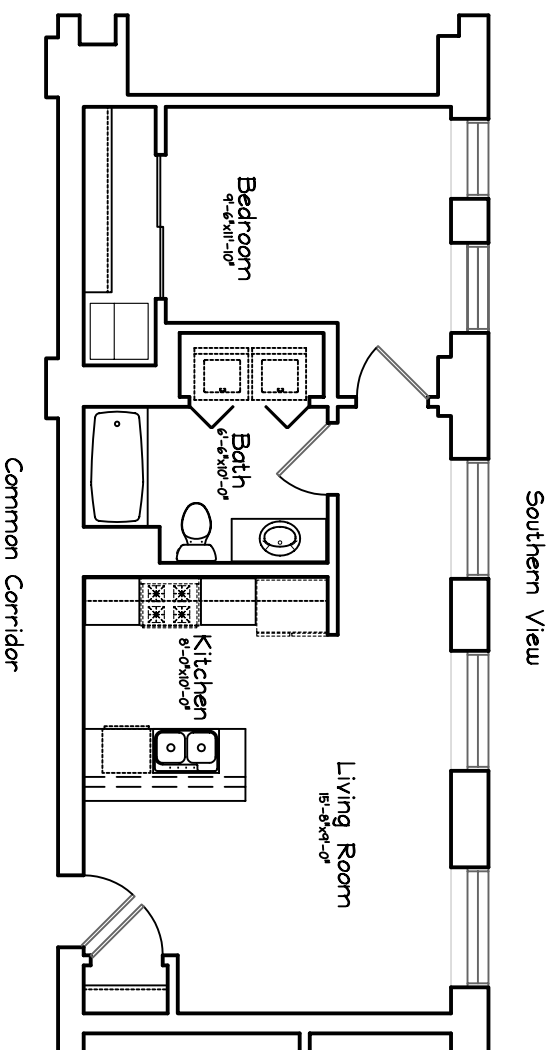 Southern View
Bedroom
9'-6"x11'-10"
Bath
6'-6"x10'-0"
Kitchen
8'-0"x10'-0"
Living Room
15'-8"x9'-0"
Common Corridor